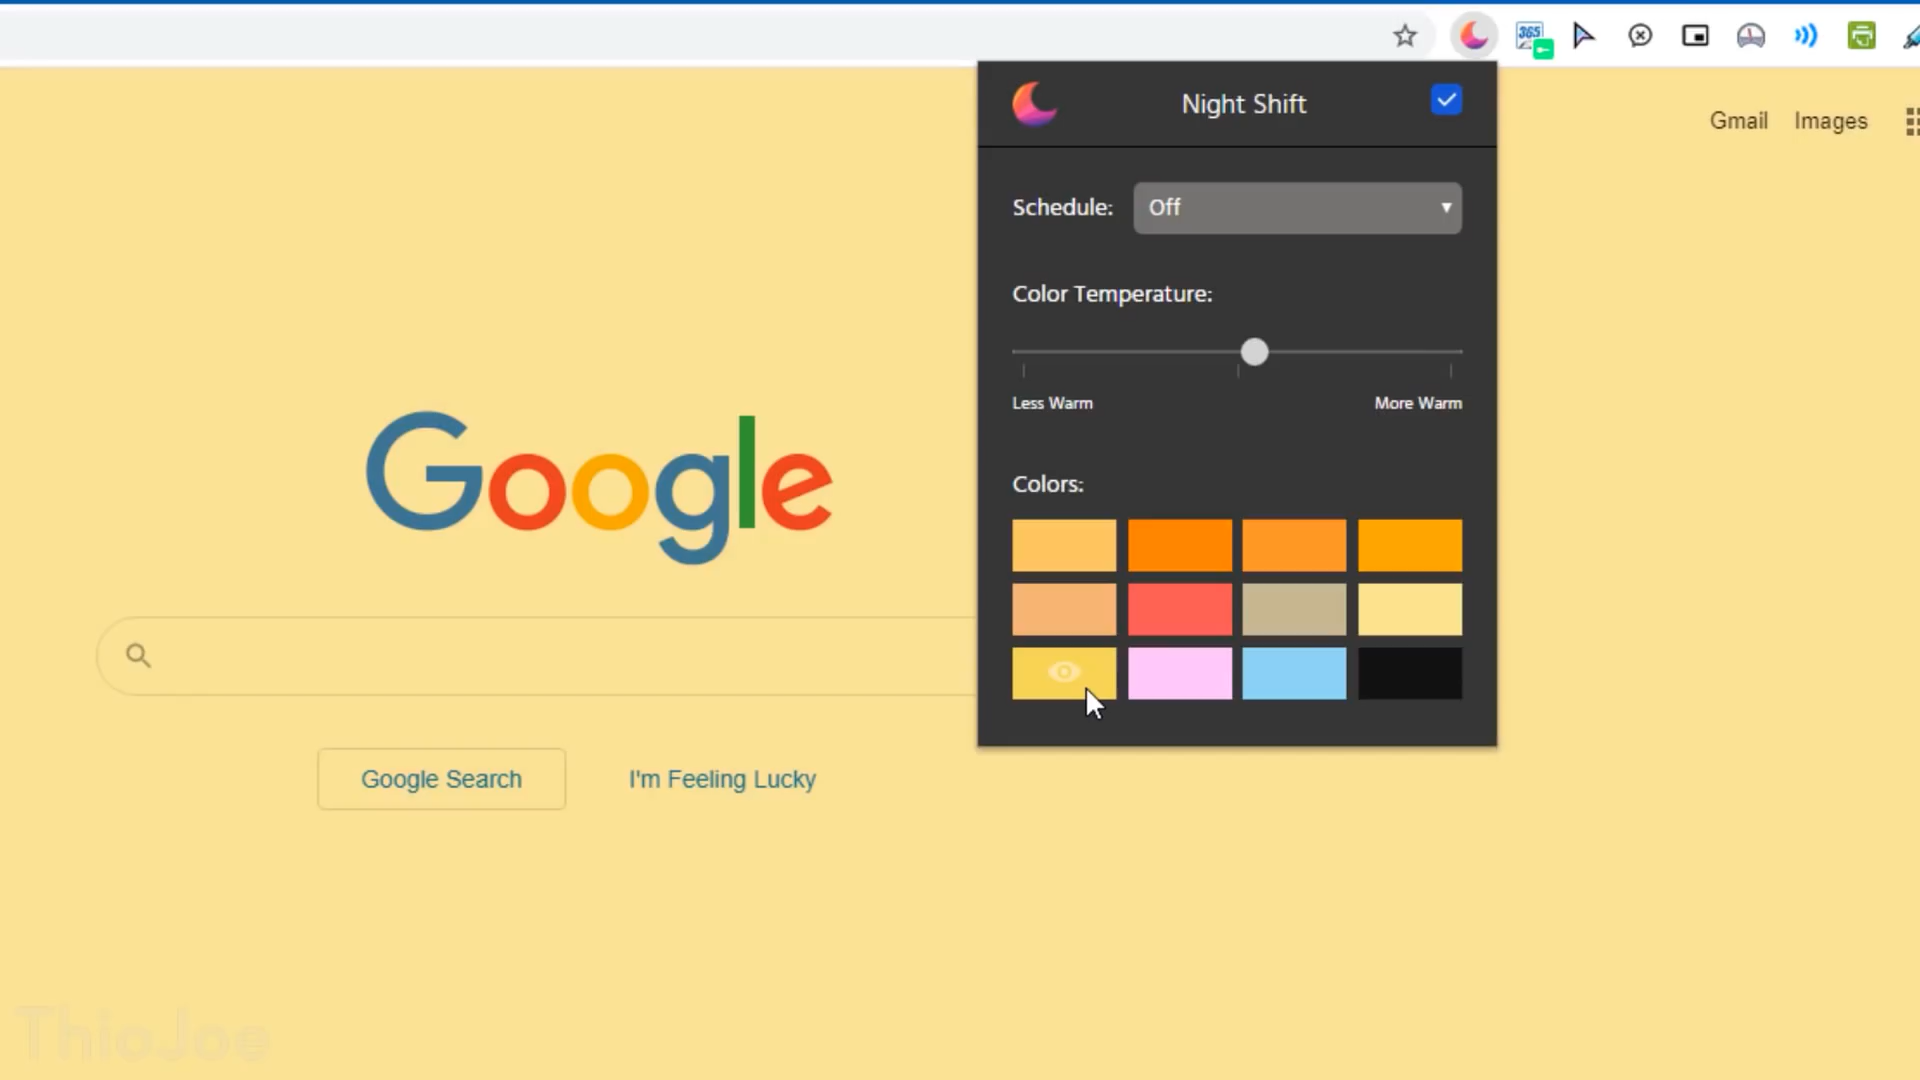 365
Night Shift
Gmail Images
Schedule: Off
Color Temperature:
Less Warm More Warm
Google
Colors:
Google Search I'm Feeling Lucky
ThioJoe